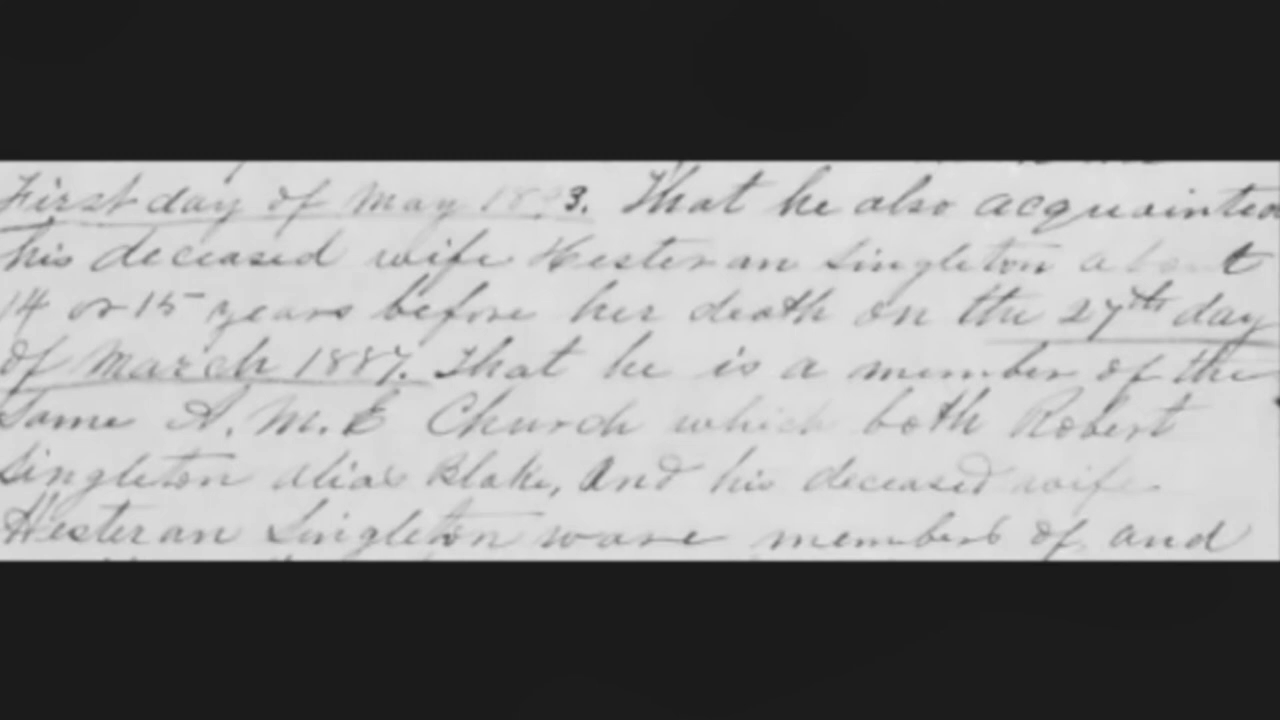 First day of May 1893. That he also acquainted
his deceased wife Hesteran Singleton about
14 or 15 years before her death on the 27th day
of March 1887. That he is a member of the
Same A. M. E Church which both Robert
Singleton alias Blake, And his deceased wife
Hesteran Singleton ware members of and